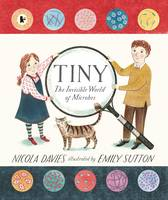 TINY
The Invisible World
of Microbes
NICOLA DAVIES illustrated by EMILY SUTTON